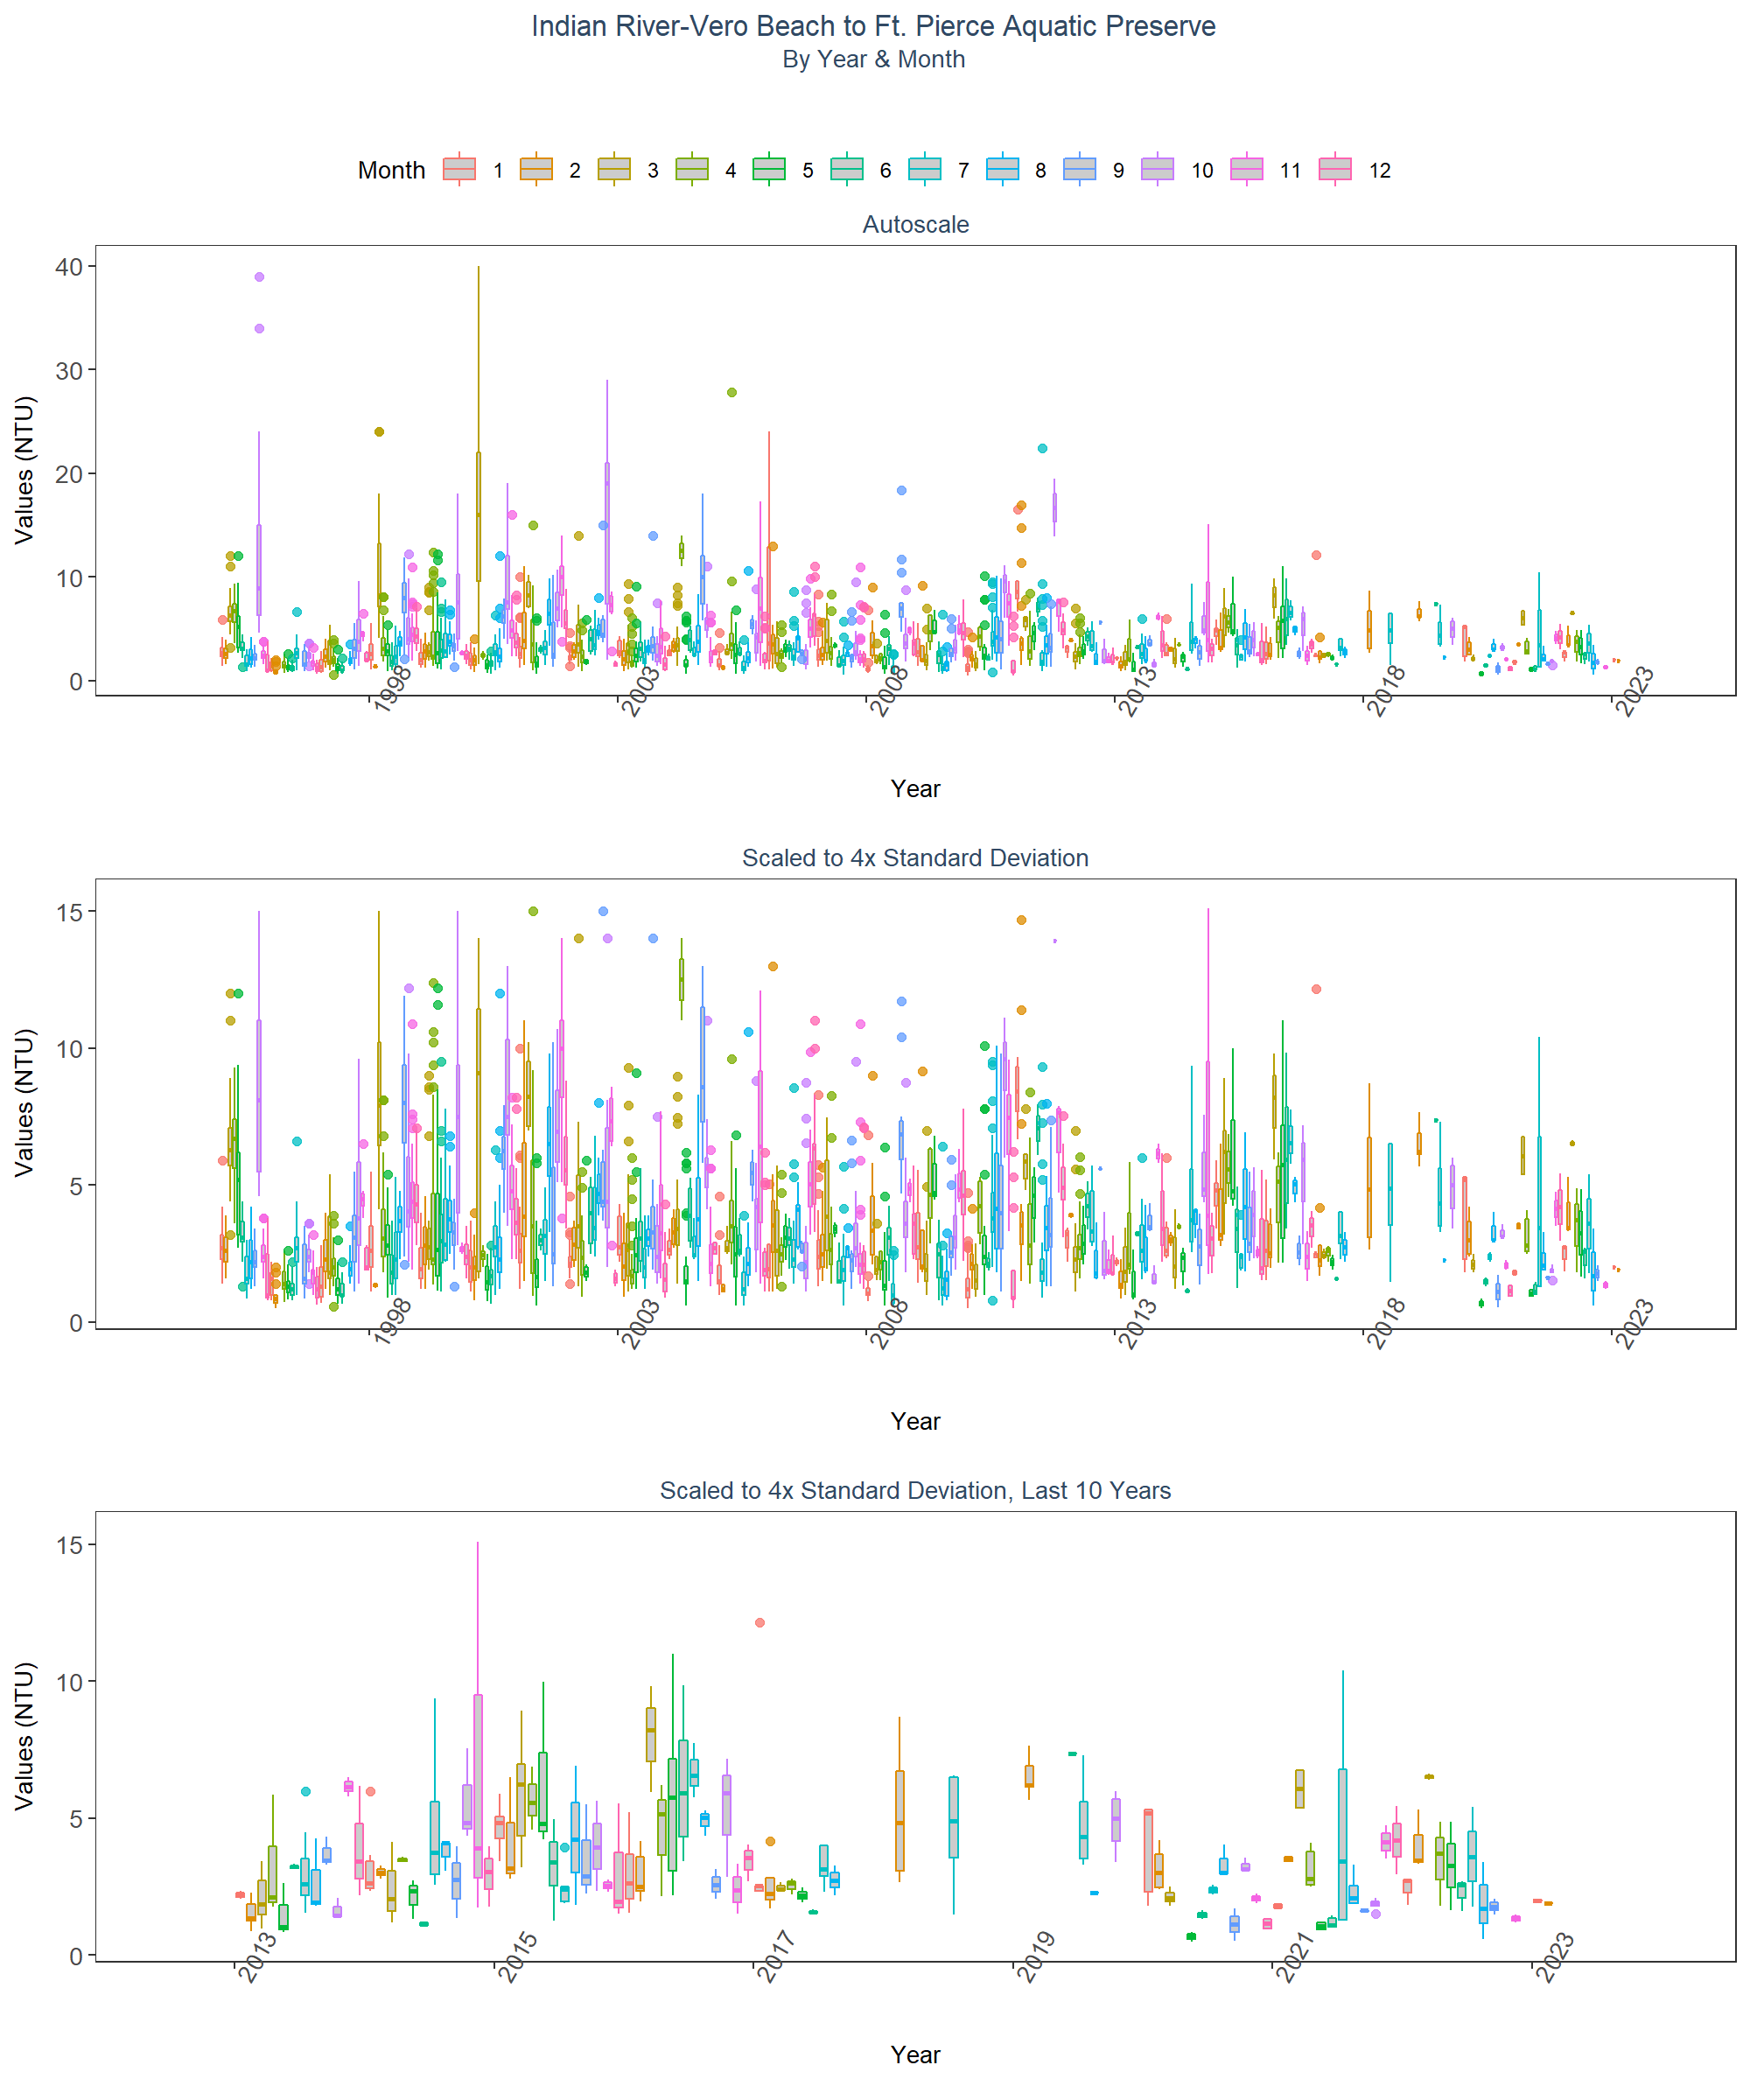 Indian River-Vero Beach to Ft. Pierce Aquatic Preserve
By Year & Month
Month 1 2 3 4 5 6 7 8 9 10 11 12
Autoscale
Values (NTU)
40
30
20
10
0
1998 2003 2008 2013 2018 2023
Year
Scaled to 4x Standard Deviation
Values (NTU)
15
10
5
0
1998 2003 2008 2013 2018 2023
Year
Scaled to 4x Standard Deviation, Last 10 Years
Values (NTU)
15
10
5
0
2013 2015 2017 2019 2021 2023
Year